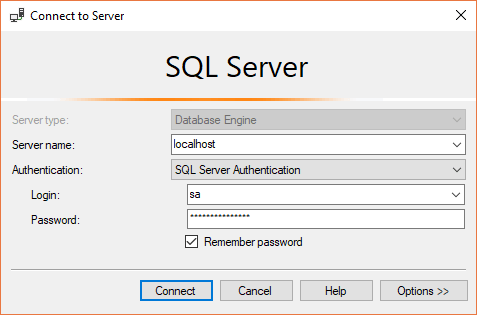 Connect to Server
SQL Server
Server type: Database Engine
Server name: localhost
Authentication: SQL Server Authentication
Login: sa
Password: ***************
Remember password
Connect Cancel Help Options >>